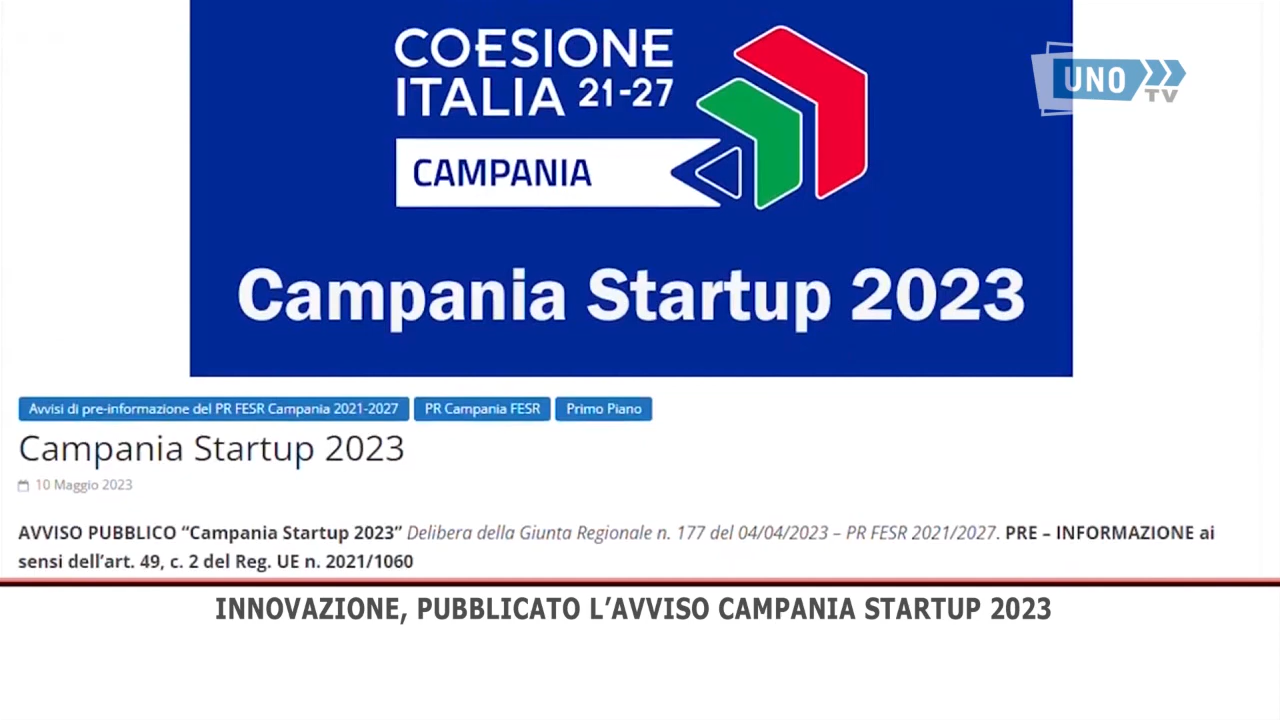 COESIONE
ITALIA 21-27
CAMPANIA
UNO
TV
Campania Startup 2023
Avvisi di pre-informazione del PR FESR Campania 2021-2027 PR Campania FESR Primo Piano
Campania Startup 2023
10 Maggio 2023
AVVISO PUBBLICO “Campania Startup 2023” Delibera della Giunta Regionale n. 177 del 04/04/2023 – PR FESR 2021/2027. PRE – INFORMAZIONE ai
sensi dell’art. 49, c. 2 del Reg. UE n. 2021/1060
INNOVAZIONE, PUBBLICATO L’AVVISO CAMPANIA STARTUP 2023